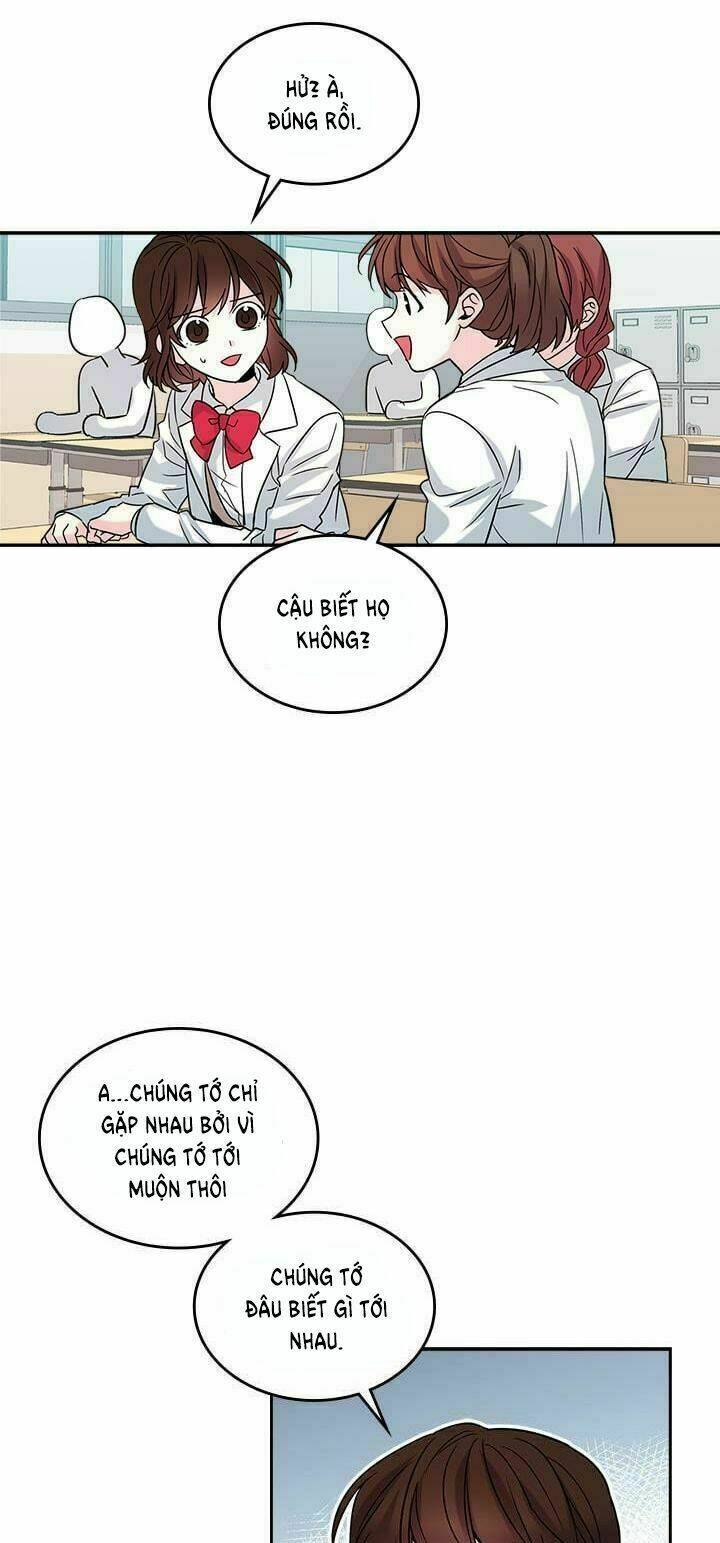 HỬ? À,
ĐÚNG RỒI.
CẬU BIẾT HỌ
KHÔNG?
A...CHÚNG TỚ CHỈ
GẶP NHAU BỞI VÌ
CHÚNG TỚ TỚI
MUỘN THÔI
CHÚNG TỚ
ĐÂU BIẾT GÌ TỚI
NHAU.